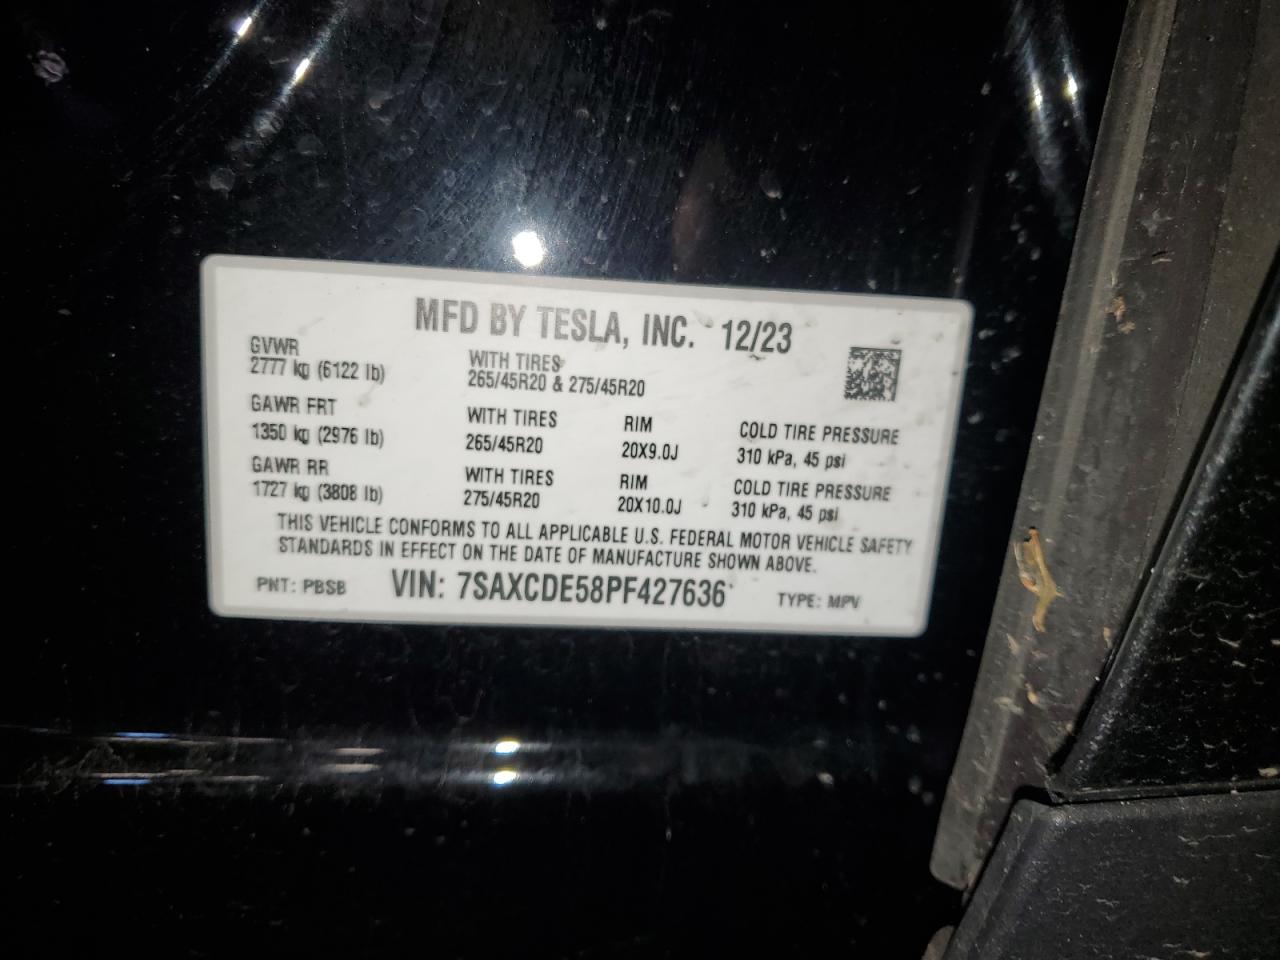 MFD BY TESLA, INC. 12/23
GVWR
2777 kg (6122 lb)
WITH TIRES
265/45R20 & 275/45R20
GAWR FRT
1350 kg (2976 lb)
WITH TIRES
265/45R20
RIM
20X9.0J
COLD TIRE PRESSURE
310 kPa, 45 psi
GAWR RR
1727 kg (3808 lb)
WITH TIRES
275/45R20
RIM
20X10.0J
COLD TIRE PRESSURE
310 kPa, 45 psi
THIS VEHICLE CONFORMS TO ALL APPLICABLE U.S. FEDERAL MOTOR VEHICLE SAFETY
STANDARDS IN EFFECT ON THE DATE OF MANUFACTURE SHOWN ABOVE.
PNT: PBSB VIN: 7SAXCDE58PF427636 TYPE: MPV